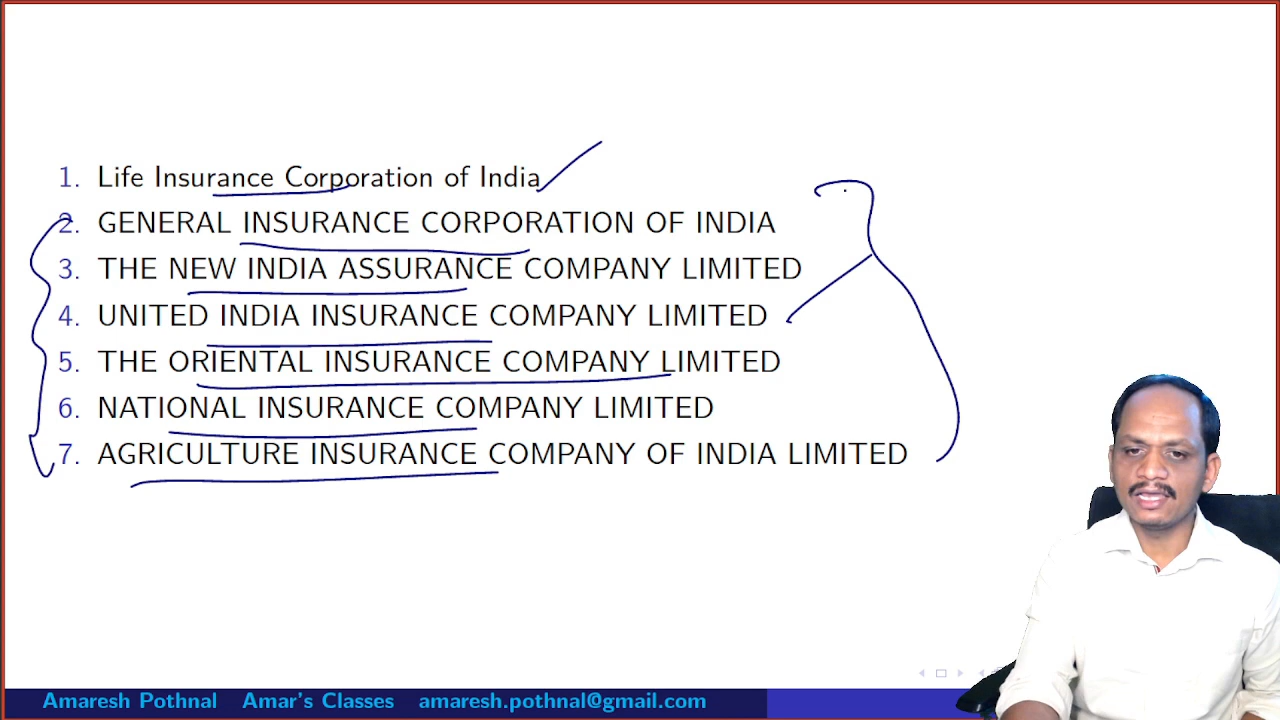 1. Life Insurance Corporation of India
2. GENERAL INSURANCE CORPORATION OF INDIA
3. THE NEW INDIA ASSURANCE COMPANY LIMITED
4. UNITED INDIA INSURANCE COMPANY LIMITED
5. THE ORIENTAL INSURANCE COMPANY LIMITED
6. NATIONAL INSURANCE COMPANY LIMITED
7. AGRICULTURE INSURANCE COMPANY OF INDIA LIMITED
Amaresh Pothnal Amar's Classes amaresh.pothnal@gmail.com